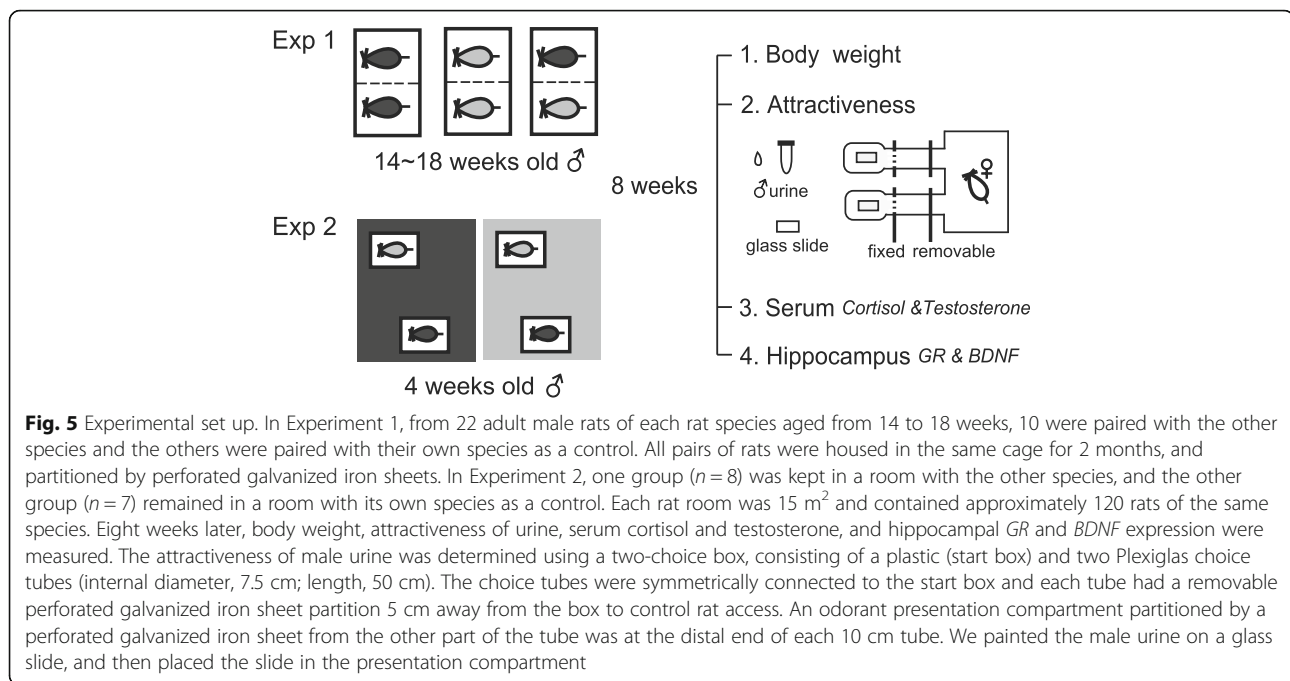 Exp 1
14~18 weeks old ♂
Exp 2
4 weeks old ♂
8 weeks
1. Body weight
2. Attractiveness
♂urine
glass slide
♀
fixed removable
3. Serum Cortisol &Testosterone
4. Hippocampus GR & BDNF
Fig. 5 Experimental set up. In Experiment 1, from 22 adult male rats of each rat species aged from 14 to 18 weeks, 10 were paired with the other
species and the others were paired with their own species as a control. All pairs of rats were housed in the same cage for 2 months, and
partitioned by perforated galvanized iron sheets. In Experiment 2, one group (n = 8) was kept in a room with the other species, and the other
group (n = 7) remained in a room with its own species as a control. Each rat room was 15 m² and contained approximately 120 rats of the same
species. Eight weeks later, body weight, attractiveness of urine, serum cortisol and testosterone, and hippocampal GR and BDNF expression were
measured. The attractiveness of male urine was determined using a two-choice box, consisting of a plastic (start box) and two Plexiglas choice
tubes (internal diameter, 7.5 cm; length, 50 cm). The choice tubes were symmetrically connected to the start box and each tube had a removable
perforated galvanized iron sheet partition 5 cm away from the box to control rat access. An odorant presentation compartment partitioned by a
perforated galvanized iron sheet from the other part of the tube was at the distal end of each 10 cm tube. We painted the male urine on a glass
slide, and then placed the slide in the presentation compartment